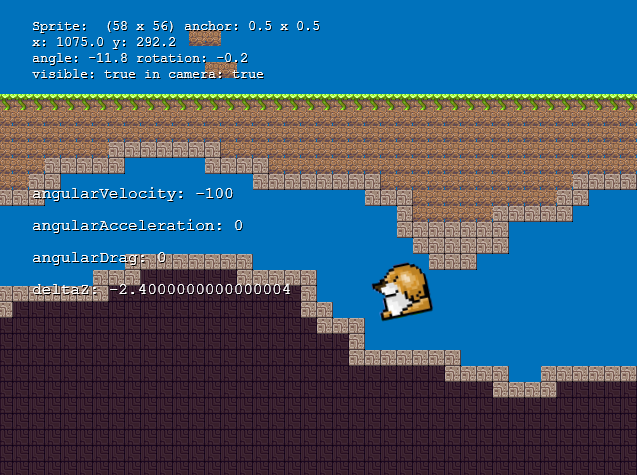 Sprite:  (58 x 56) anchor: 0.5 x 0.5
x: 1075.0 y: 292.2
angle: -11.8 rotation: -0.2
visible: true in camera: true
angularVelocity: -100
angularAcceleration: 0
angularDrag: 0
deltaZ: -2.4000000000000004